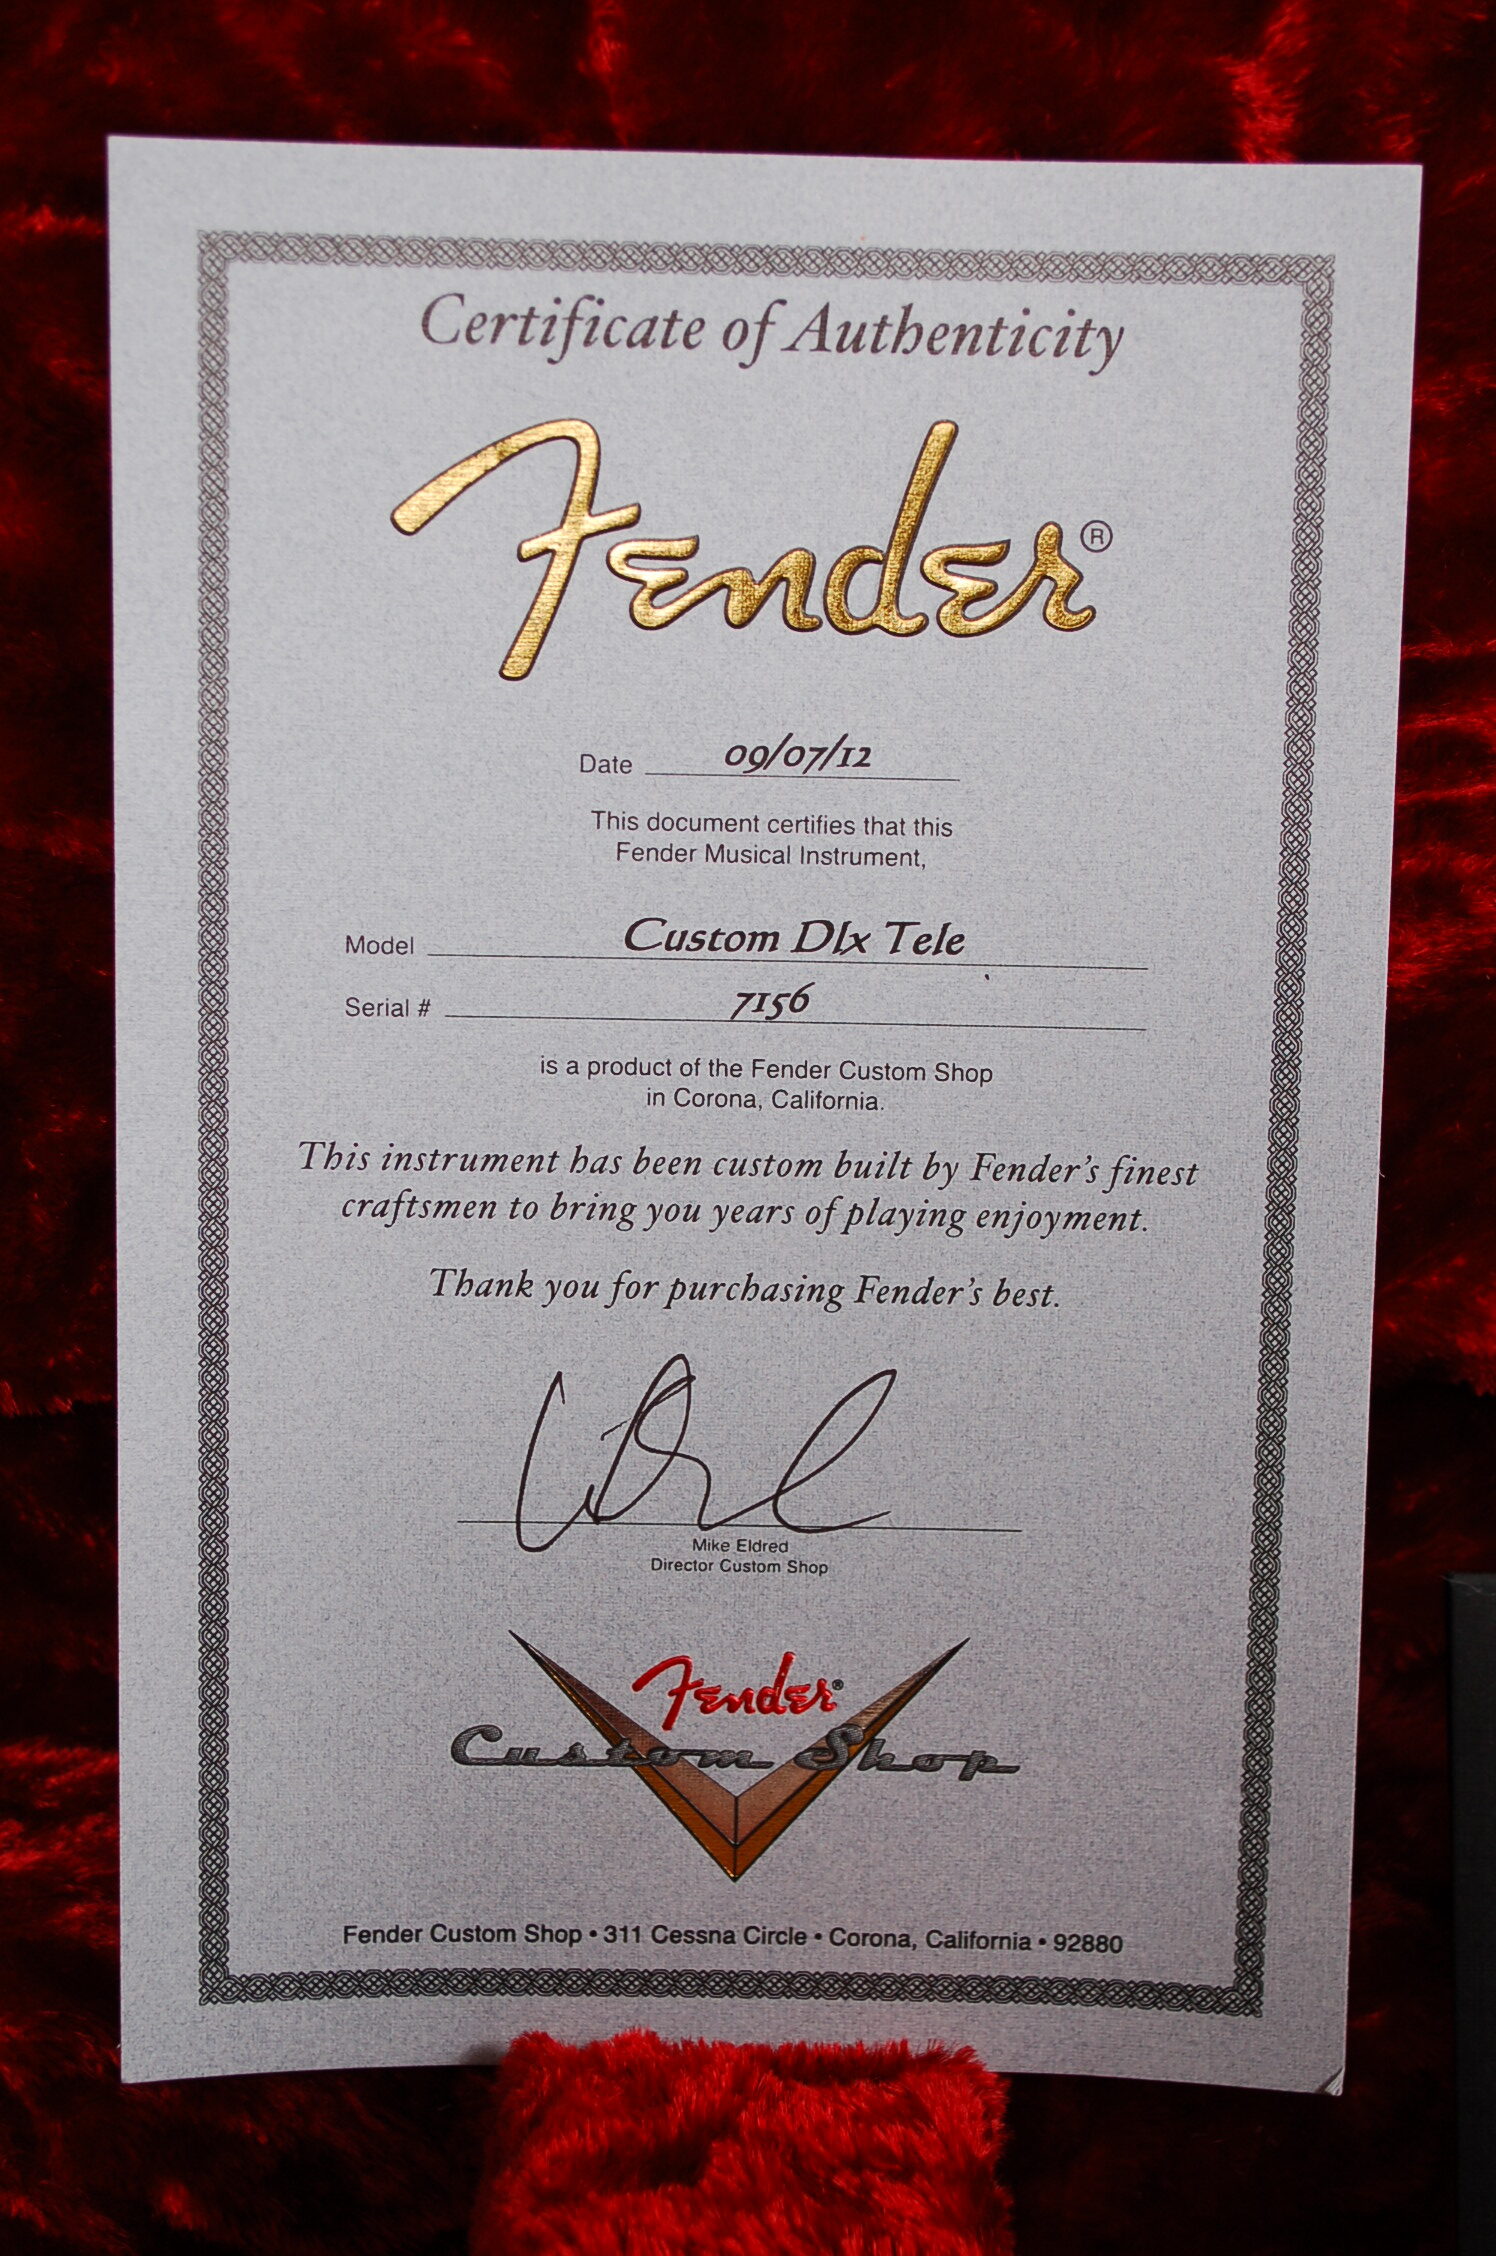 Certificate of Authenticity
Fender®
Date 09/07/12
This document certifies that this
Fender Musical Instrument,
Model Custom Dlx Tele
Serial # 7156
is a product of the Fender Custom Shop
in Corona, California.
This instrument has been custom built by Fender's finest
craftsmen to bring you years of playing enjoyment.
Thank you for purchasing Fender's best.
Mike Eldred
Director Custom Shop
Fender®
Custom Shop
Fender Custom Shop • 311 Cessna Circle • Corona, California • 92880